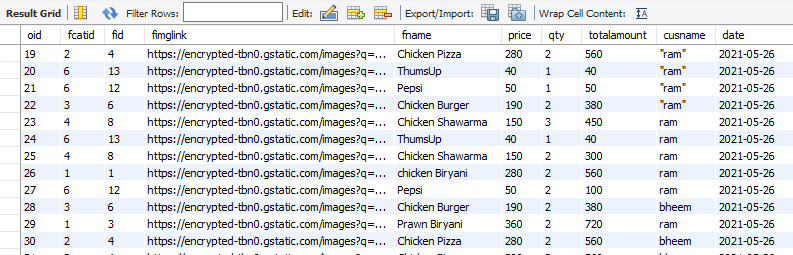 Result Grid Filter Rows: Edit: Export/Import: Wrap Cell Content: IA
oid fcatid fid fimglink fname price qty totalamount cusname date
19 2 4 https://encrypted-tbn0.gstatic.com/images?q=... Chicken Pizza 280 2 560 "ram" 2021-05-26
20 6 13 https://encrypted-tbn0.gstatic.com/images?q=... ThumsUp 40 1 40 "ram" 2021-05-26
21 6 12 https://encrypted-tbn0.gstatic.com/images?q=... Pepsi 50 1 50 "ram" 2021-05-26
22 3 6 https://encrypted-tbn0.gstatic.com/images?q=... Chicken Burger 190 2 380 "ram" 2021-05-26
23 4 8 https://encrypted-tbn0.gstatic.com/images?q=... Chicken Shawarma 150 3 450 ram 2021-05-26
24 6 13 https://encrypted-tbn0.gstatic.com/images?q=... ThumsUp 40 1 40 ram 2021-05-26
25 4 8 https://encrypted-tbn0.gstatic.com/images?q=... Chicken Shawarma 150 2 300 ram 2021-05-26
26 1 1 https://encrypted-tbn0.gstatic.com/images?q=... chicken Biryani 280 2 560 ram 2021-05-26
27 6 12 https://encrypted-tbn0.gstatic.com/images?q=... Pepsi 50 2 100 ram 2021-05-26
28 3 6 https://encrypted-tbn0.gstatic.com/images?q=... Chicken Burger 190 2 380 bheem 2021-05-26
29 1 3 https://encrypted-tbn0.gstatic.com/images?q=... Prawn Biryani 360 2 720 ram 2021-05-26
30 2 4 https://encrypted-tbn0.gstatic.com/images?q=... Chicken Pizza 280 2 560 bheem 2021-05-26